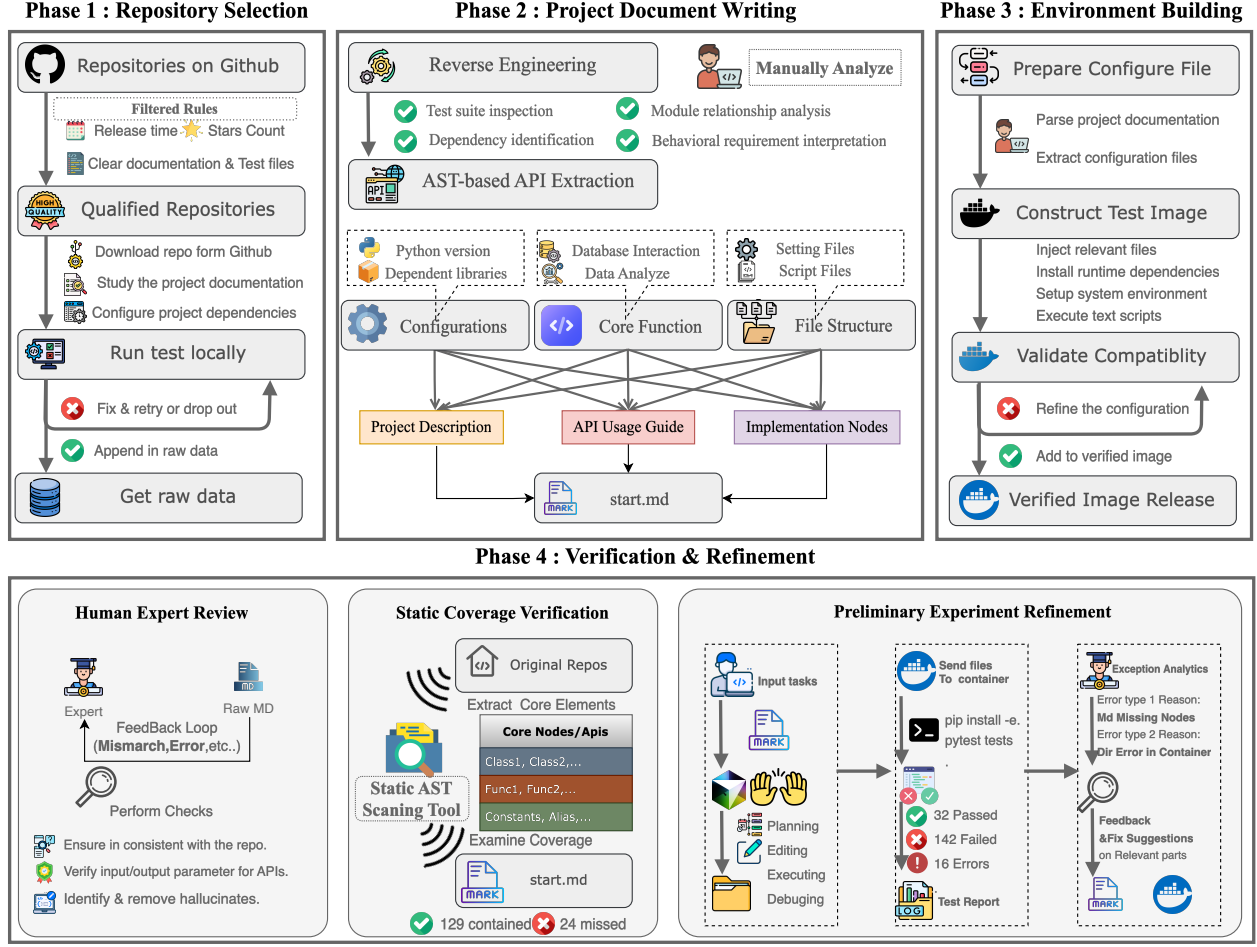 Phase 1 : Repository Selection
Repositories on Github
Filtered Rules
Release time
Stars Count
Clear documentation & Test files
HIGH
QUALITY
Qualified Repositories
Download repo form Github
Study the project documentation
Configure project dependencies
Run test locally
Fix & retry or drop out
Append in raw data
Get raw data
Phase 2 : Project Document Writing
Reverse Engineering
Manually Analyze
Test suite inspection
Module relationship analysis
Dependency identification
Behavioral requirement interpretation
API
AST-based API Extraction
Python version
Dependent libraries
Database Interaction
Data Analyze
Setting Files
Script Files
Configurations
Core Function
File Structure
Project Description
API Usage Guide
Implementation Nodes
MARK
start.md
Phase 3 : Environment Building
Prepare Configure File
Parse project documentation
Extract configuration files
Construct Test Image
Inject relevant files
Install runtime dependencies
Setup system environment
Execute text scripts
Validate Compatiblity
Refine the configuration
Add to verified image
Verified Image Release
Phase 4 : Verification & Refinement
Human Expert Review
Expert
MD
Raw MD
FeedBack Loop
(Mismarch,Error,etc..)
Perform Checks
Ensure in consistent with the repo.
Verify input/output parameter for APIs.
Identify & remove hallucinates.
Static Coverage Verification
Original Repos
Extract Core Elements
Core Nodes/Apis
Class1, Class2,...
Func1, Func2,...
Constants, Alias,...
Static AST
Scaning Tool
Examine Coverage
MARK
start.md
129 contained
24 missed
Preliminary Experiment Refinement
Input tasks
MARK
Planning
Editing
Executing
Debuging
Send files
To container
pip install -e.
pytest tests
.
32 Passed
142 Failed
16 Errors
LOG
Test Report
Exception Analytics
Error type 1 Reason:
Md Missing Nodes
Error type 2 Reason:
Dir Error in Container
Feedback
&Fix Suggestions
on Relevant parts
MARK